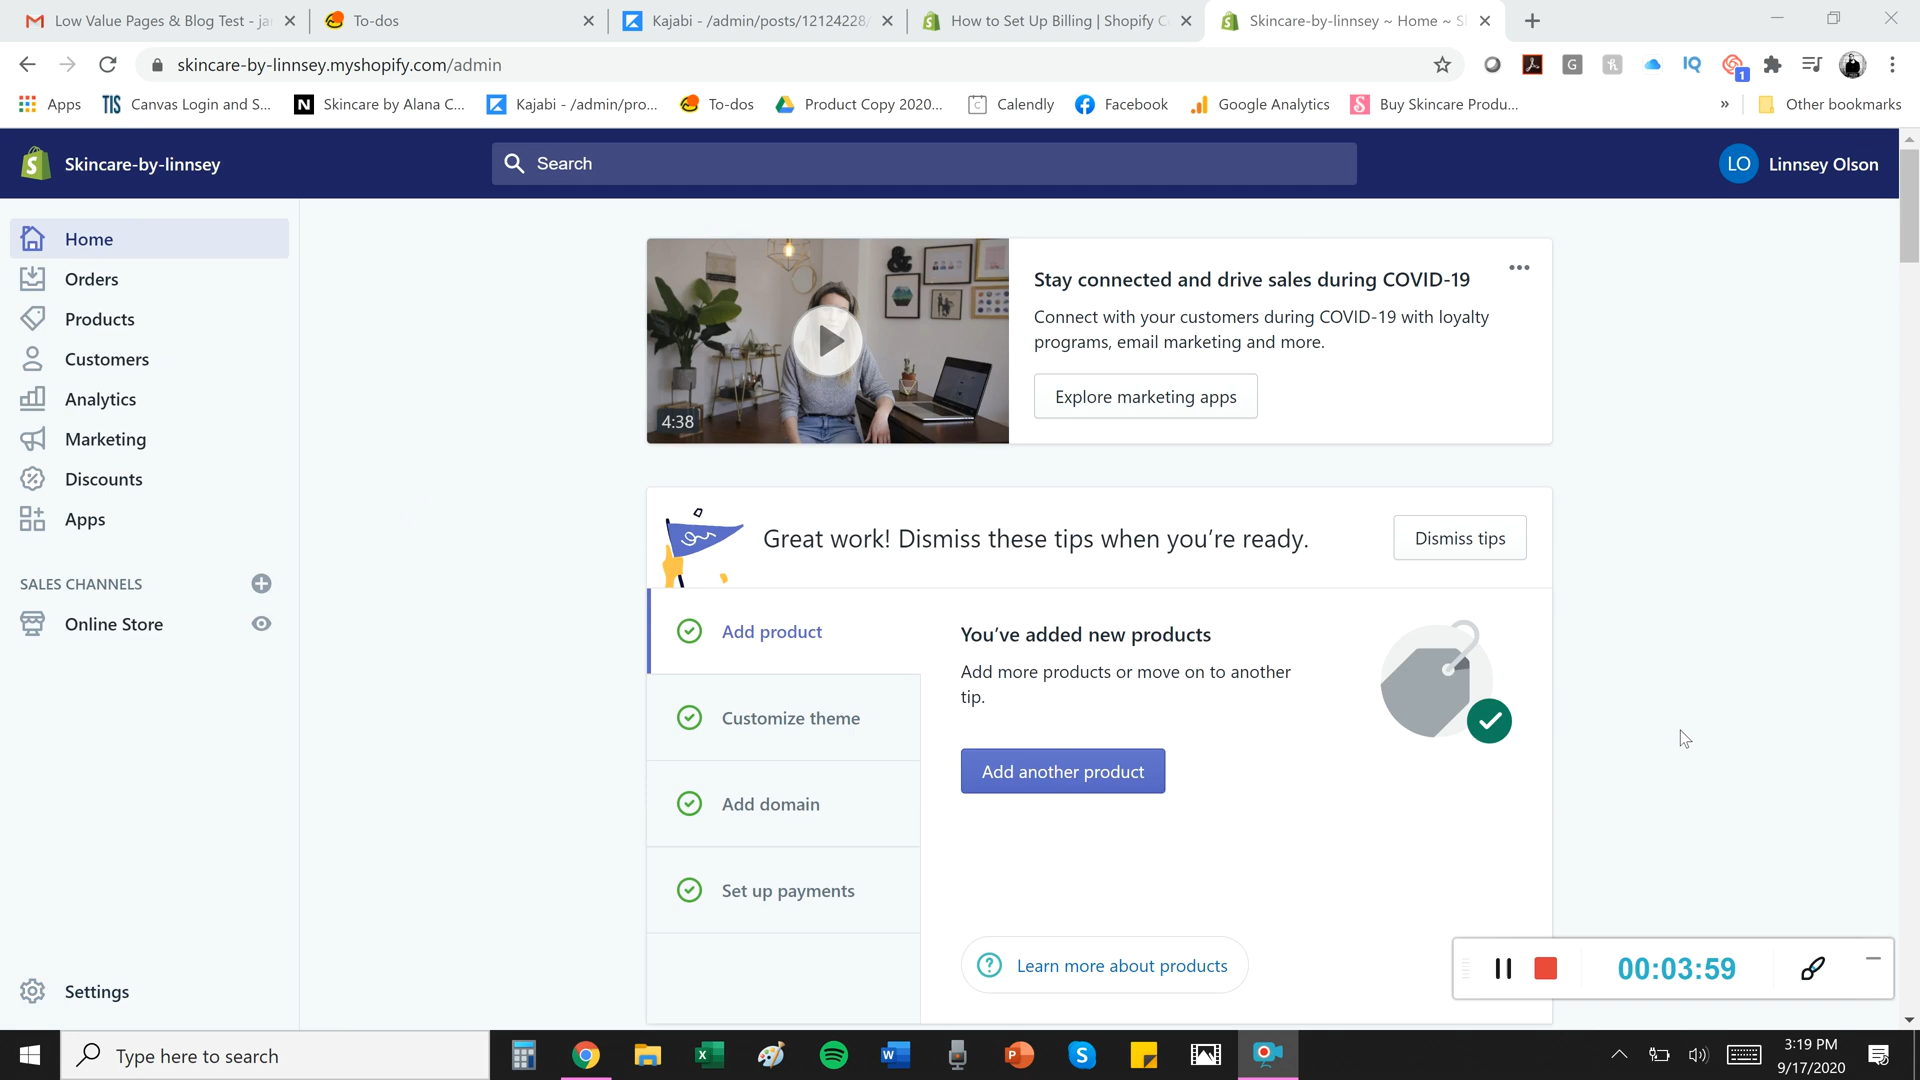 Low Value Pages & Blog Test - ja
To-dos
Kajabi - /admin/posts/12124228/
How to Set Up Billing | Shopify C
Skincare-by-linnsey ~ Home ~ S
skincare-by-linnsey.myshopify.com/admin
Apps
Canvas Login and S...
Skincare by Alana C...
Kajabi - /admin/pro...
To-dos
Product Copy 2020...
Calendly
Facebook
Google Analytics
Buy Skincare Produ...
»
Other bookmarks
Skincare-by-linnsey
Search
LO
Linnsey Olson
Home
Orders
Products
Customers
Analytics
Marketing
Discounts
Apps
SALES CHANNELS
Online Store
Settings
4:38
Stay connected and drive sales during COVID-19
Connect with your customers during COVID-19 with loyalty
programs, email marketing and more.
Explore marketing apps
Great work! Dismiss these tips when you're ready.
Dismiss tips
Add product
Customize theme
Add domain
Set up payments
You've added new products
Add more products or move on to another
tip.
Add another product
Learn more about products
00:03:59
Type here to search
3:19 PM
9/17/2020